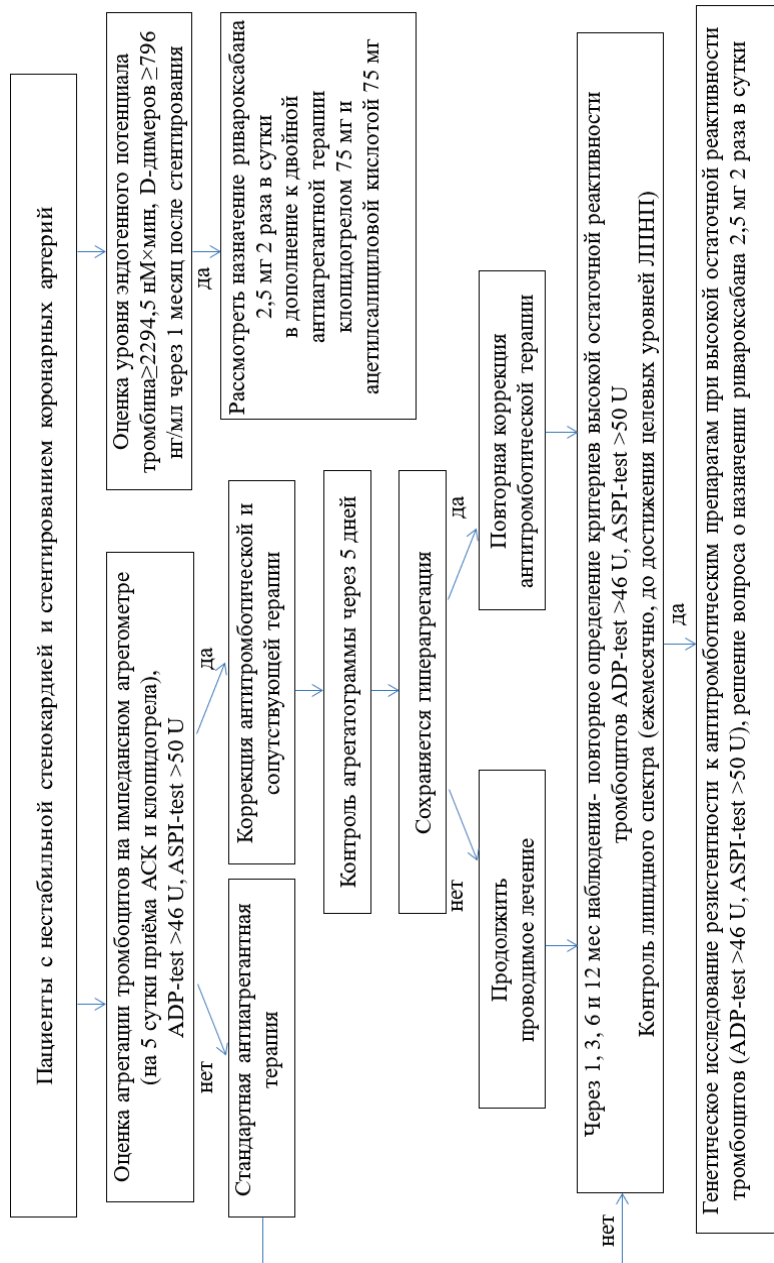 Пациенты с нестабильной стенокардией и стентированием коронарных артерий
Оценка агрегации тромбоцитов на импедансном агрегометре
(на 5 сутки приёма АСК и клопидогрела),
ADP-test >46 U, ASPI-test >50 U
Оценка уровня эндогенного потенциала
тромбина≥2294,5 нМ×мин, D-димеров ≥796
нг/мл через 1 месяц после стентирования
нет
да
да
Стандартная антиагрегантная
терапия
Коррекция антитромботической и
сопутствующей терапии
Рассмотреть назначение ривароксабана
2,5 мг 2 раза в сутки
в дополнение к двойной
антиагрегантной терапии
клопидогрелом 75 мг и
ацетилсалициловой кислотой 75 мг
Контроль агрегатограммы через 5 дней
Сохраняется гиперагрегация
нет
да
Продолжить
проводимое лечение
Повторная коррекция
антитромботической терапии
Через 1, 3, 6 и 12 мес наблюдения- повторное определение критериев высокой остаточной реактивности
тромбоцитов ADP-test >46 U, ASPI-test >50 U
Контроль липидного спектра (ежемесячно, до достижения целевых уровней ЛПНП)
нет
да
Генетическое исследование резистентности к антитромботическим препаратам при высокой остаточной реактивности
тромбоцитов (ADP-test >46 U, ASPI-test >50 U), решение вопроса о назначении ривароксабана 2,5 мг 2 раза в сутки